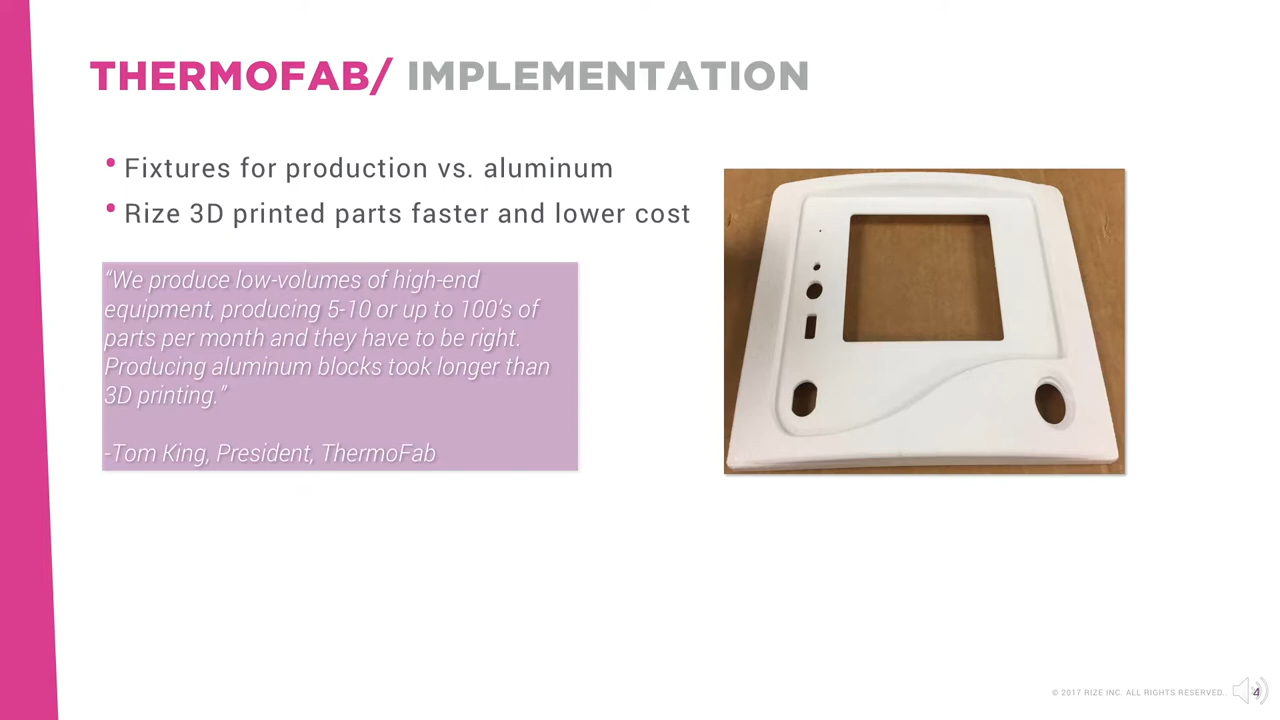 THERMOFAB/ IMPLEMENTATION
• Fixtures for production vs. aluminum
• Rize 3D printed parts faster and lower cost
“We produce low-volumes of high-end
equipment, producing 5-10 or up to 100's of
parts per month and they have to be right.
Producing aluminum blocks took longer than
3D printing.”
-Tom King, President, ThermoFab
© 2017 RIZE INC. ALL RIGHTS RESERVED..
4